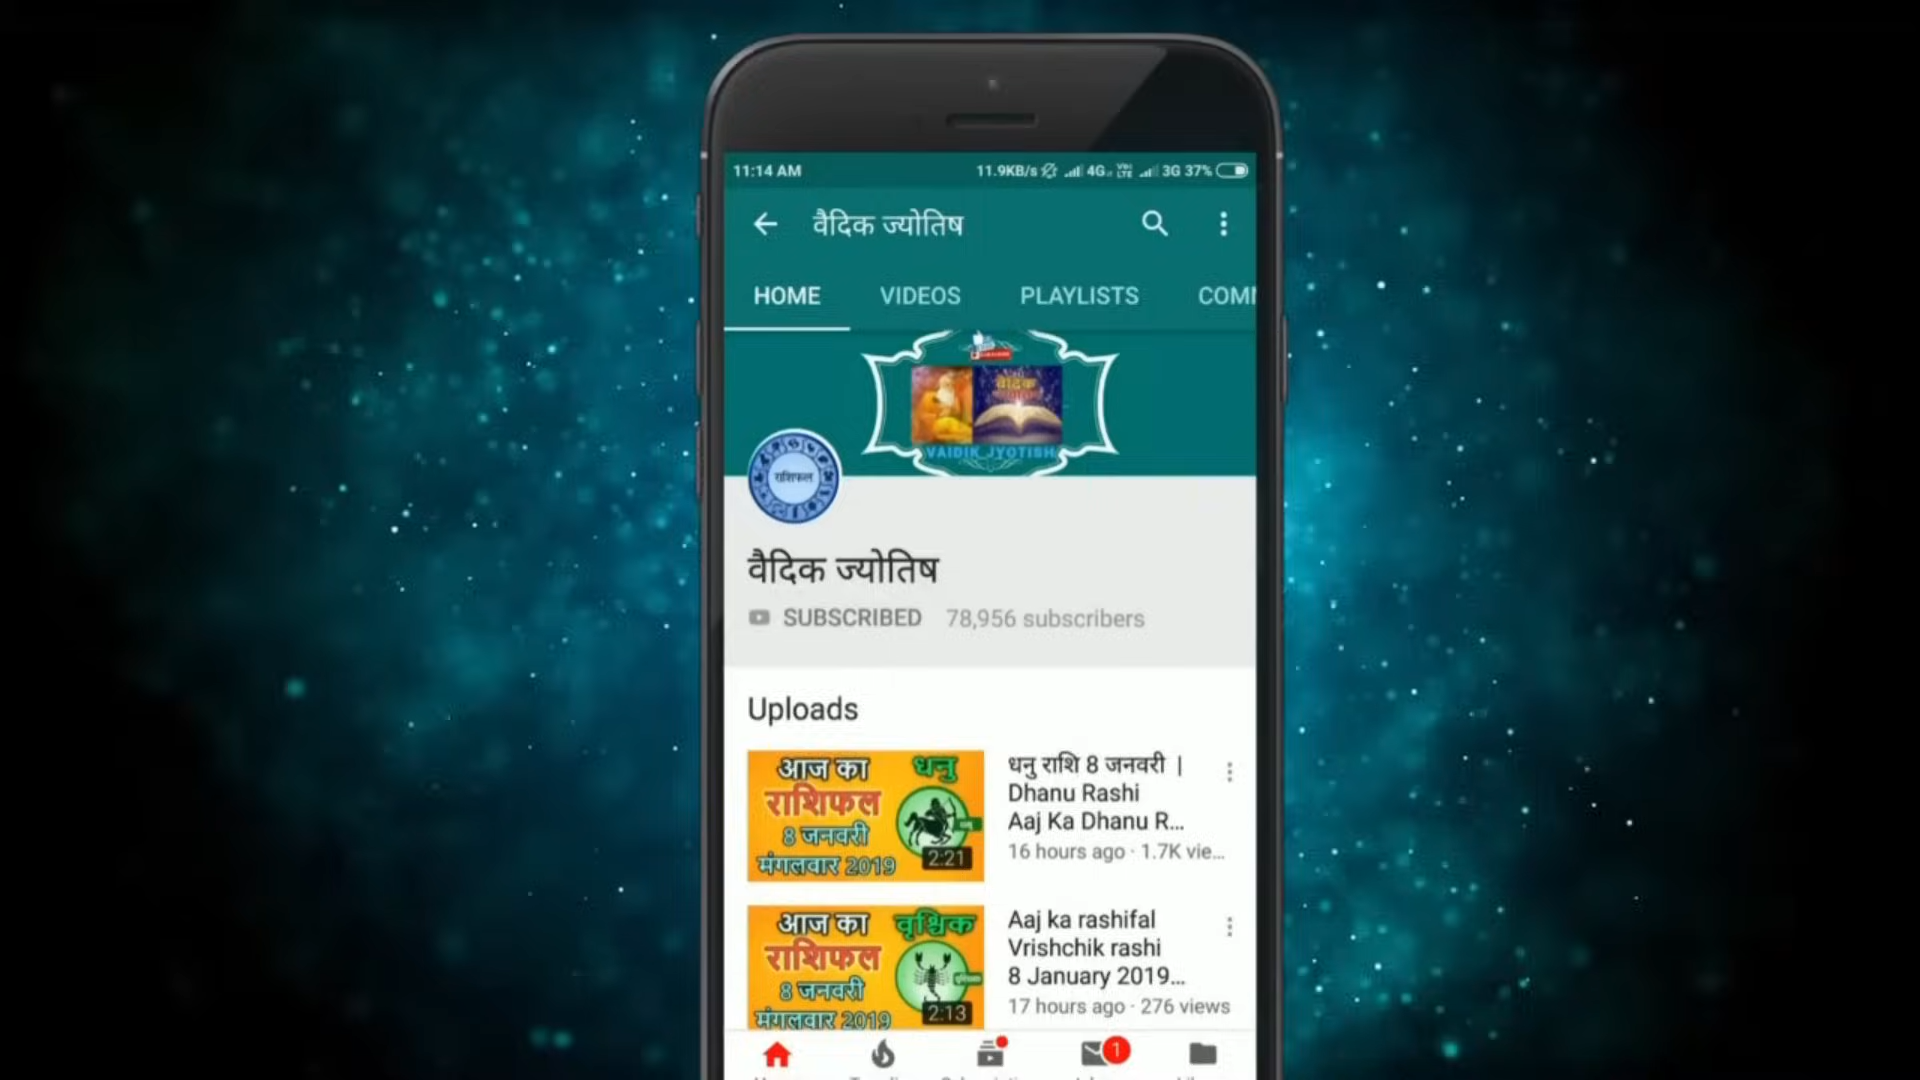 11:14 AM 11.9KB/s 4G VoLTE 3G 37%
वैदिक ज्योतिष
HOME VIDEOS PLAYLISTS COMM
वैदिक
VAIDIK JYOTISH
राशिफल
वैदिक ज्योतिष
SUBSCRIBED 78,956 subscribers
Uploads
आज का धनु
राशिफल
8 जनवरी
मंगलवार 2019
2:21
धनु राशि 8 जनवरी |
Dhanu Rashi
Aaj Ka Dhanu R...
16 hours ago · 1.7K vie...
आज का वृश्चिक
राशिफल
8 जनवरी
मंगलवार 2019
2:13
Aaj ka rashifal
Vrishchik rashi
8 January 2019...
17 hours ago · 276 views
1